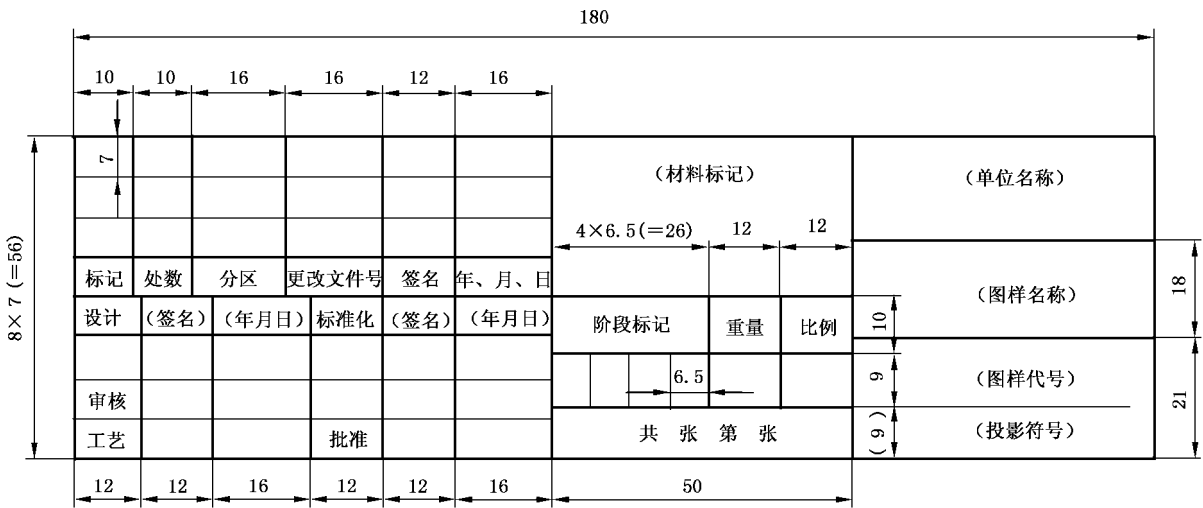 180
10 10 16 16 12 16
7
(材料标记)
(单位名称)
4×6.5(=26) 12 12
8×7(=56)
标记 处数 分区 更改文件号 签名 年、月、日
(图样名称)
18
设计 (签名) (年月日) 标准化 (签名) (年月日)
阶段标记 重量 比例
10
6.5
9
(图样代号)
21
审核
工艺 批准
共 张 第 张
(9)
(投影符号)
12 12 16 12 12 16 50